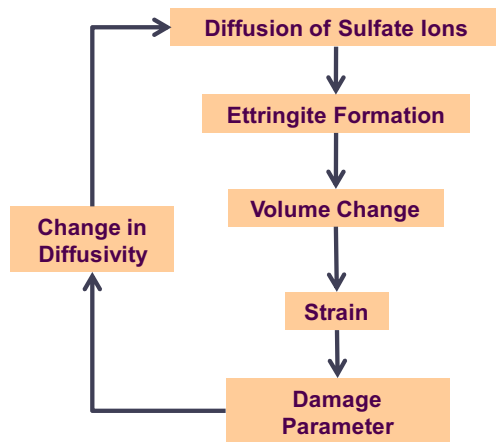 Diffusion of Sulfate Ions
Ettringite Formation
Volume Change
Change in
Diffusivity
Strain
Damage
Parameter